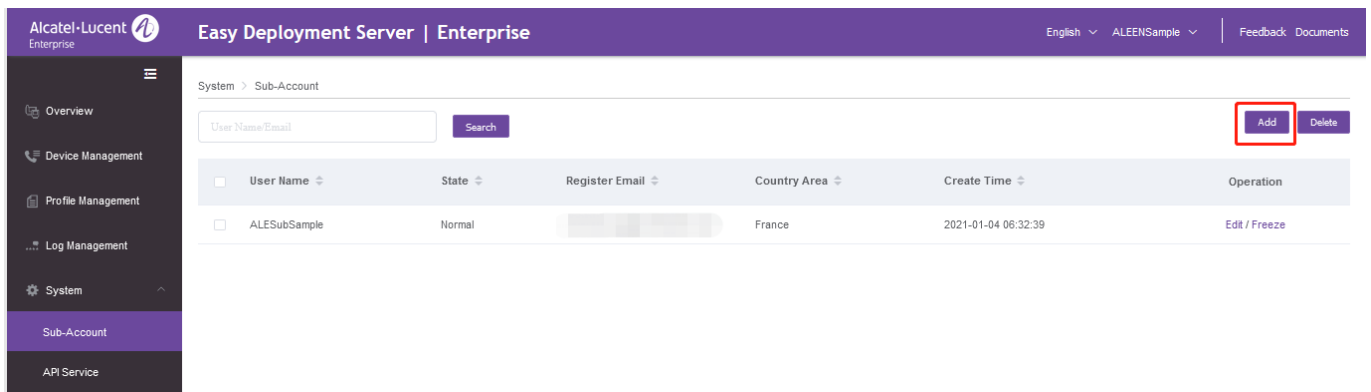 Alcatel·Lucent
Enterprise
Easy Deployment Server | Enterprise
English
ALEENSample
Feedback Documents
System > Sub-Account
Overview
User Name/Email
Search
Add
Delete
Device Management
User Name
State
Register Email
Country Area
Create Time
Operation
Profile Management
ALESubSample
Normal
France
2021-01-04 06:32:39
Edit / Freeze
Log Management
System
Sub-Account
API Service